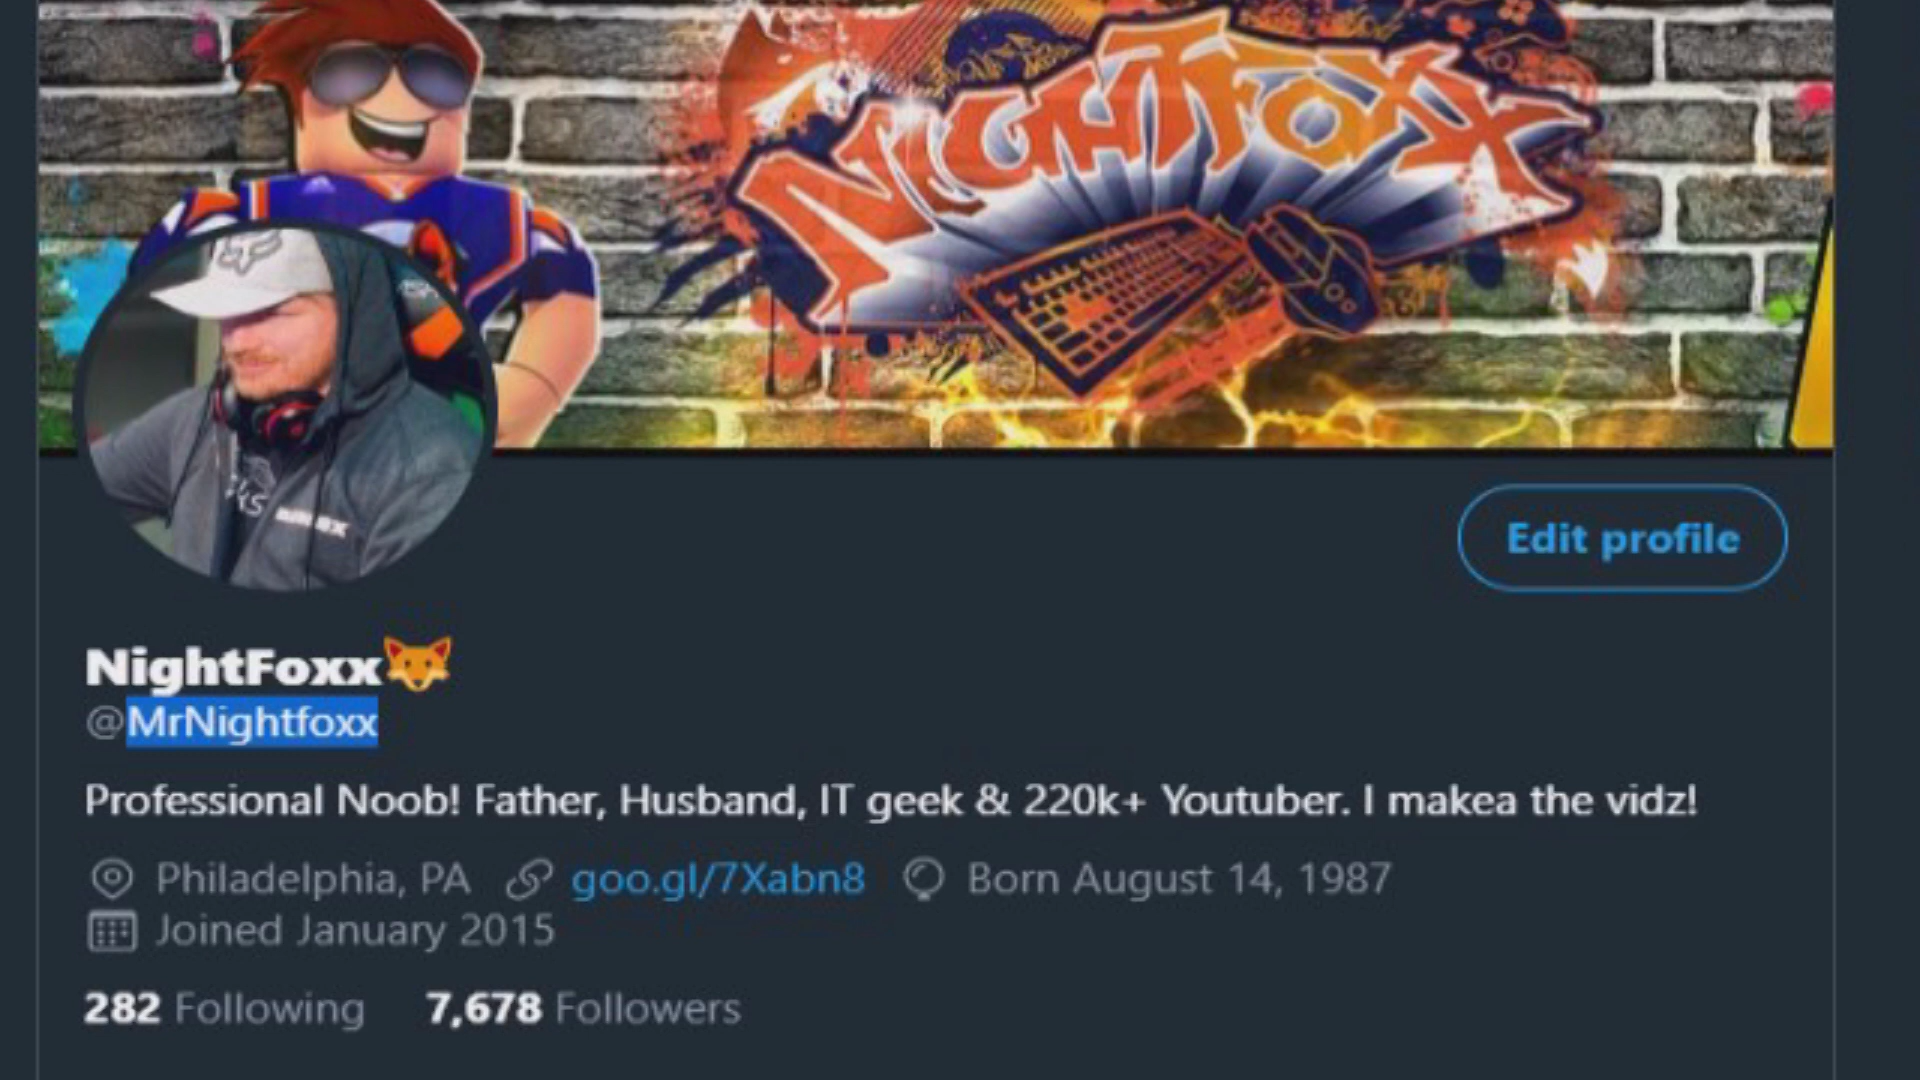 NIGHTFOXX
NightFoxx
@MrNightfoxx
Edit profile
Professional Noob! Father, Husband, IT geek & 220k+ Youtuber. I makea the vidz!
Philadelphia, PA goo.gl/7Xabn8 Born August 14, 1987
Joined January 2015
282 Following 7,678 Followers